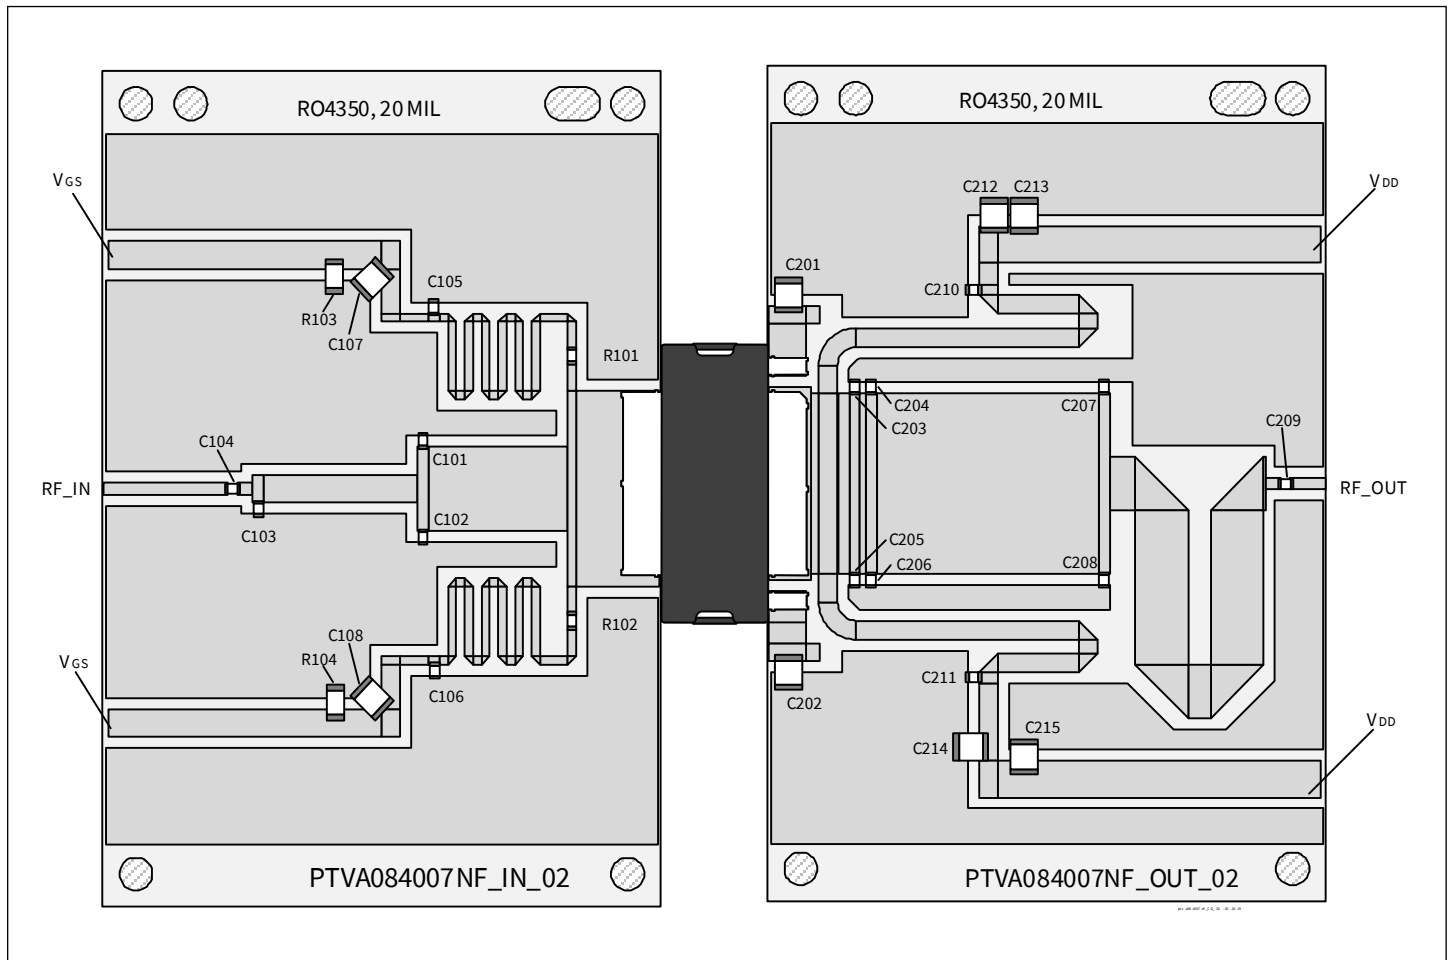 RO4350, 20 MIL
RO4350, 20 MIL
VGS
VDD
C212
C213
C201
C105
C210
R103
C107
R101
C204
C207
C203
C104
C101
C209
RF_IN
RF_OUT
C102
C103
C205
C206
C208
R102
C108
R104
VGS
C106
C211
C202
C214
C215
VDD
PTVA084007NF_IN_02
PTVA084007NF_OUT_02